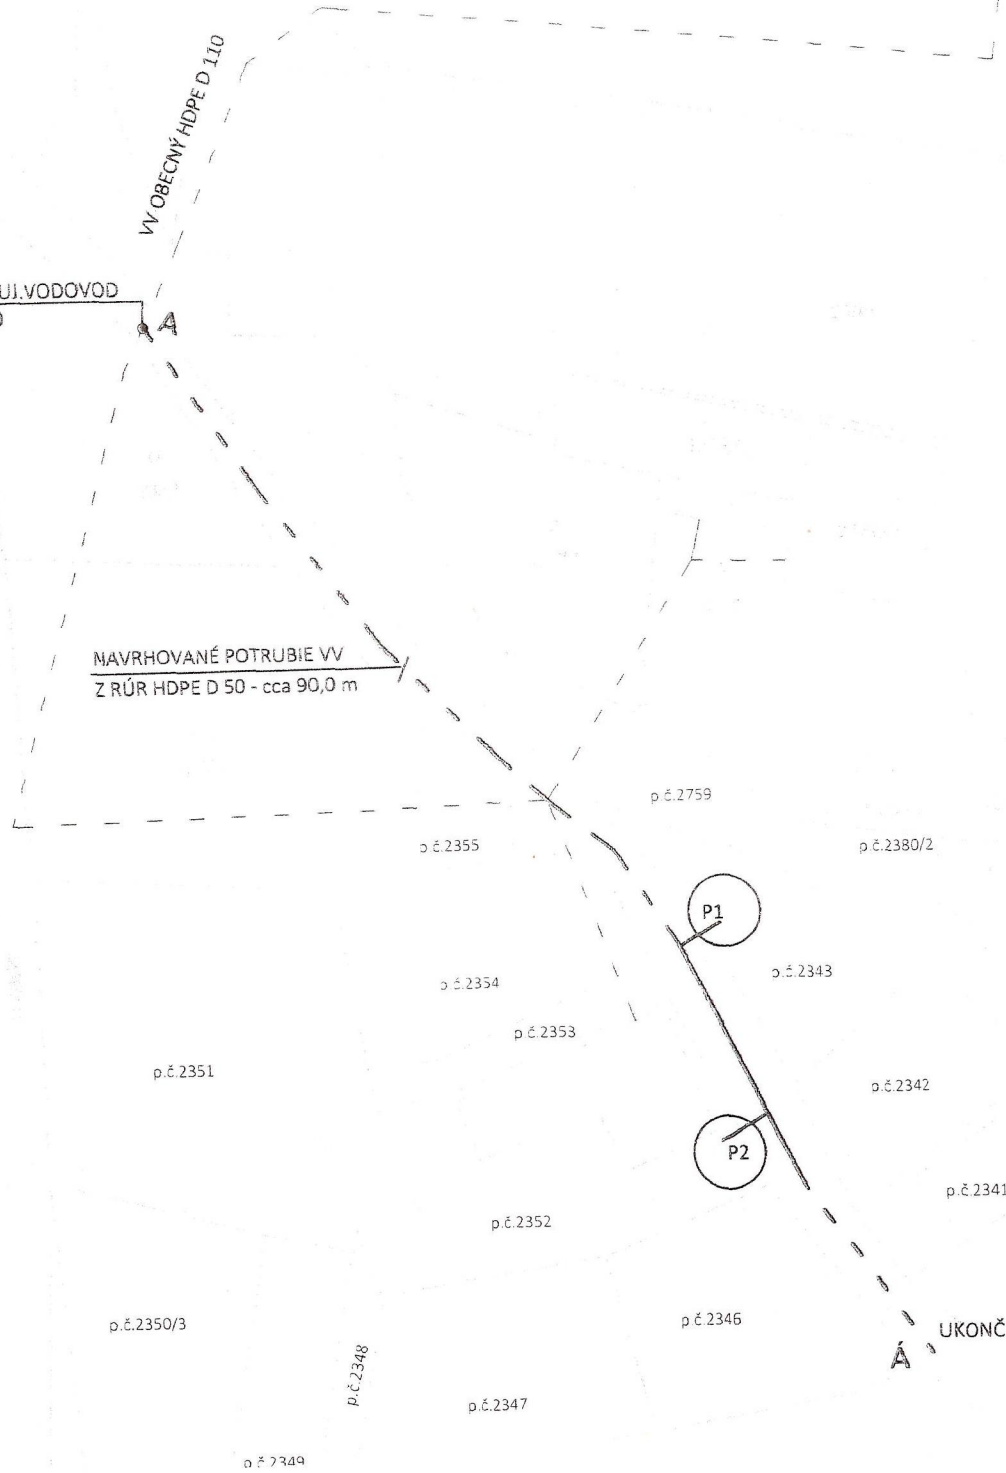 VV OBECNÝ HDPE D 110
UJ.VODOVOD
A
NAVRHOVANÉ POTRUBIE VV
Z RÚR HDPE D 50 - cca 90,0 m
p.č.2759
p.č.2355
p.č.2380/2
P1
p.č.2343
p.č.2354
p.č.2353
p.č.2351
p.č.2342
P2
p.č.2341
p.č.2352
p.č.2350/3
p.č.2346
UKONČ
Á
p.č.2348
p.č.2347
p.č.2349